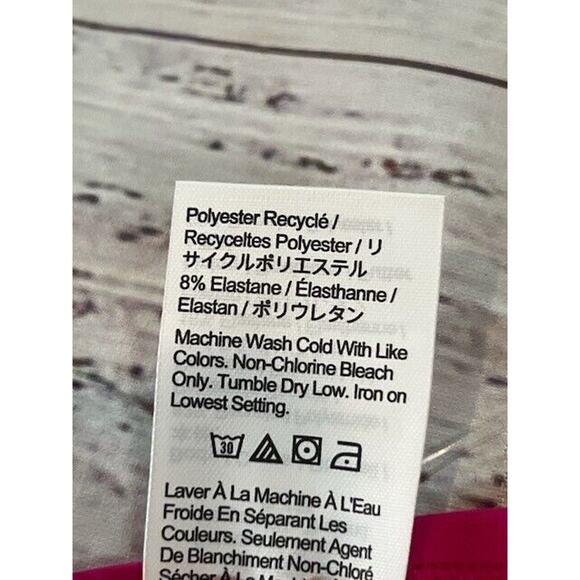 Polyester Recyclé /
Recyceltes Polyester / リ
サイクルポリエステル
8% Elastane / Élasthanne /
Elastan / ポリウレタン
Machine Wash Cold With Like
Colors. Non-Chlorine Bleach
Only. Tumble Dry Low. Iron on
Lowest Setting.
30
Laver À La Machine À L'Eau
Froide En Séparant Les
Couleurs. Seulement Agent
De Blanchiment Non-Chloré
Sécher À La